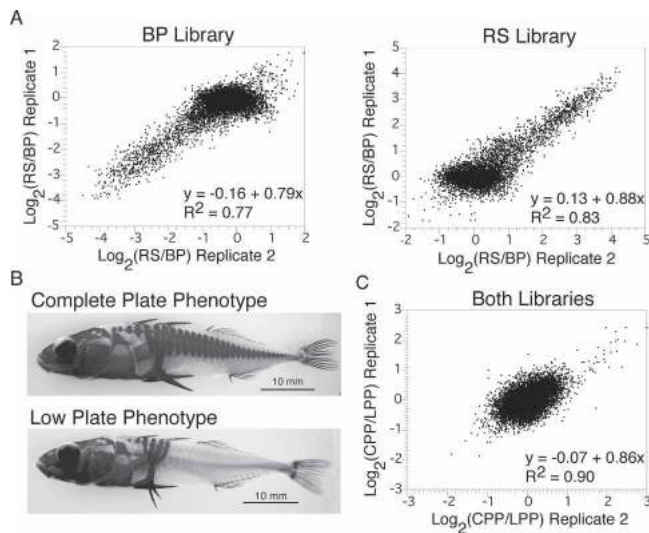 A
BP Library
2
1
0
-1
-2
-3
-4
-5
Log2(RS/BP) Replicate 1
y = -0.16 + 0.79x
R2 = 0.77
-5 -4 -3 -2 -1 0 1 2
Log2(RS/BP) Replicate 2
RS Library
5
4
3
2
1
0
-1
-2
Log2(RS/BP) Replicate 1
y = 0.13 + 0.88x
R2 = 0.83
-2 -1 0 1 2 3 4 5
Log2(RS/BP) Replicate 2
B
Complete Plate Phenotype
10 mm
Low Plate Phenotype
10 mm
C
Both Libraries
3
2
1
0
-1
-2
-3
Log2(CPP/LPP) Replicate 1
y = -0.07 + 0.86x
R2 = 0.90
-3 -2 -1 0 1 2 3
Log2(CPP/LPP) Replicate 2